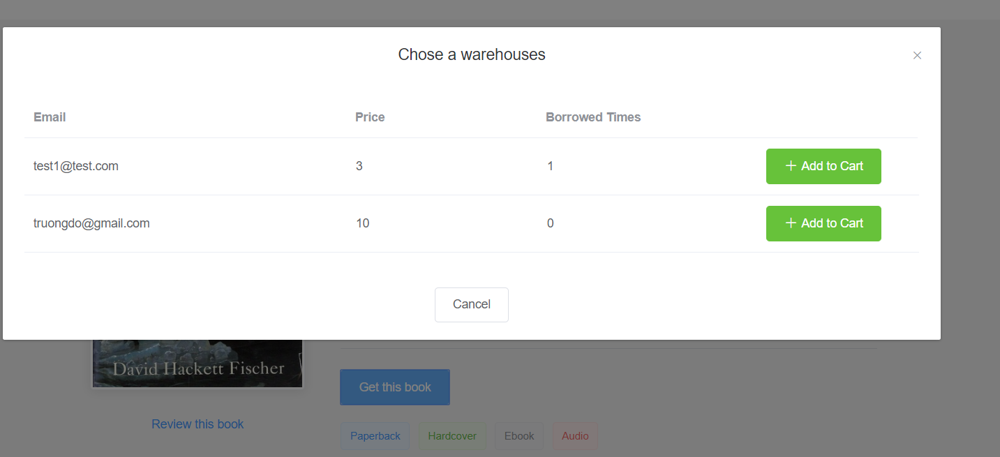 Chose a warehouses
Email Price Borrowed Times
test1@test.com 3 1 + Add to Cart
truongdo@gmail.com 10 0 + Add to Cart
Cancel
David Hackett Fischer
Get this book
Review this book
Paperback Hardcover Ebook Audio